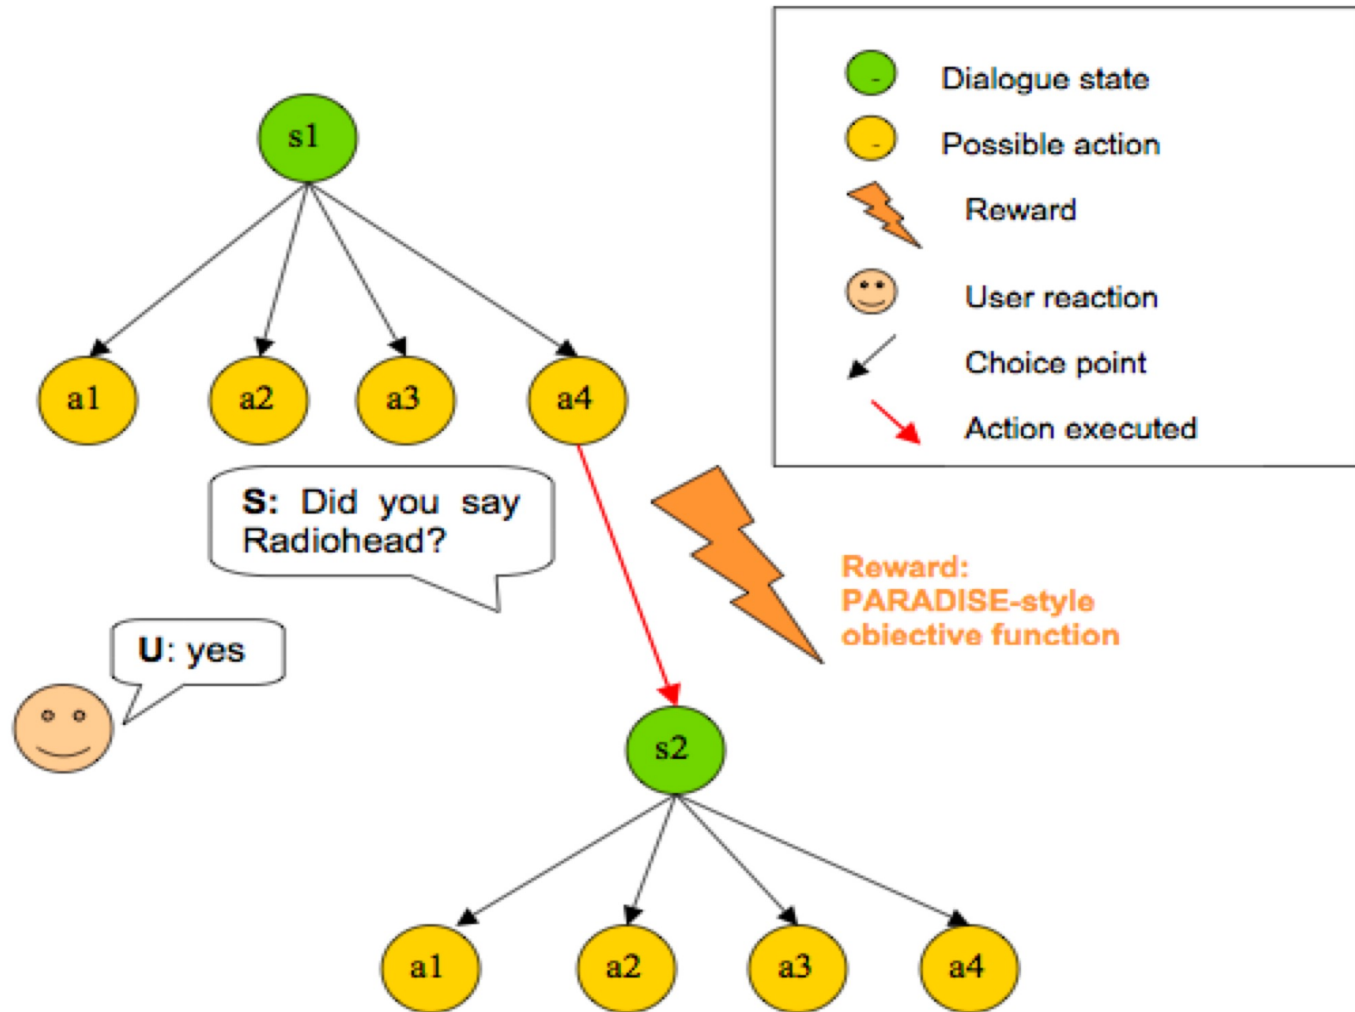 s1
Dialogue state
Possible action
Reward
User reaction
Choice point
Action executed
a1
a2
a3
a4
S: Did you say
Radiohead?
U: yes
Reward:
PARADISE-style
obiective function
s2
a1
a2
a3
a4